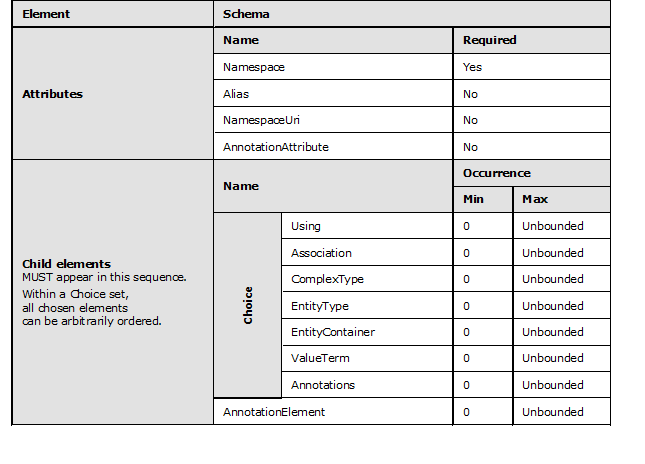 Element Schema
Attributes
Name Required
Namespace Yes
Alias No
NamespaceUri No
AnnotationAttribute No
Child elements
MUST appear in this sequence.
Within a Choice set,
all chosen elements
can be arbitrarily ordered.
Name Occurrence
Min Max
Choice
Using 0 Unbounded
Association 0 Unbounded
ComplexType 0 Unbounded
EntityType 0 Unbounded
EntityContainer 0 Unbounded
ValueTerm 0 Unbounded
Annotations 0 Unbounded
AnnotationElement 0 Unbounded